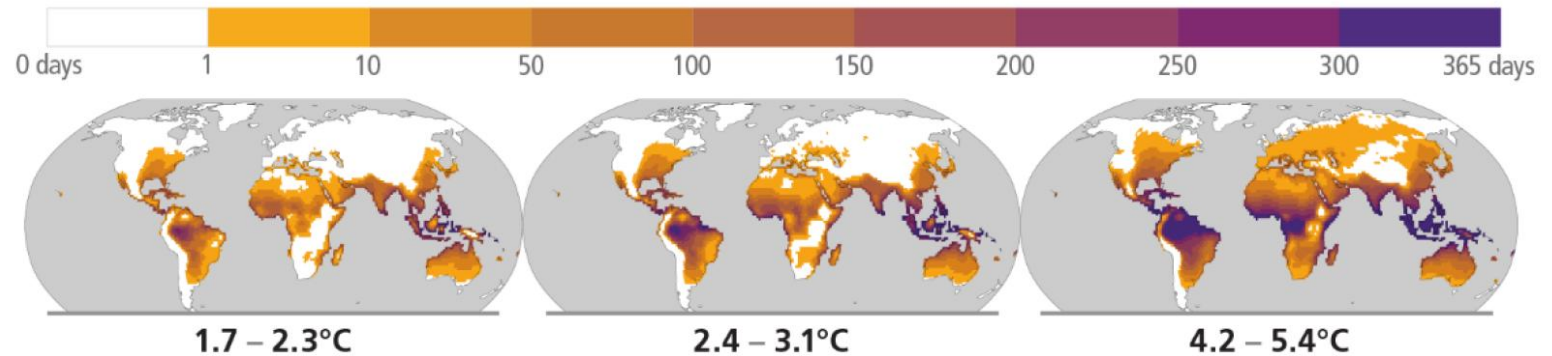 0 days 1 10 50 100 150 200 250 300 365 days
1.7 – 2.3°C 2.4 – 3.1°C 4.2 – 5.4°C